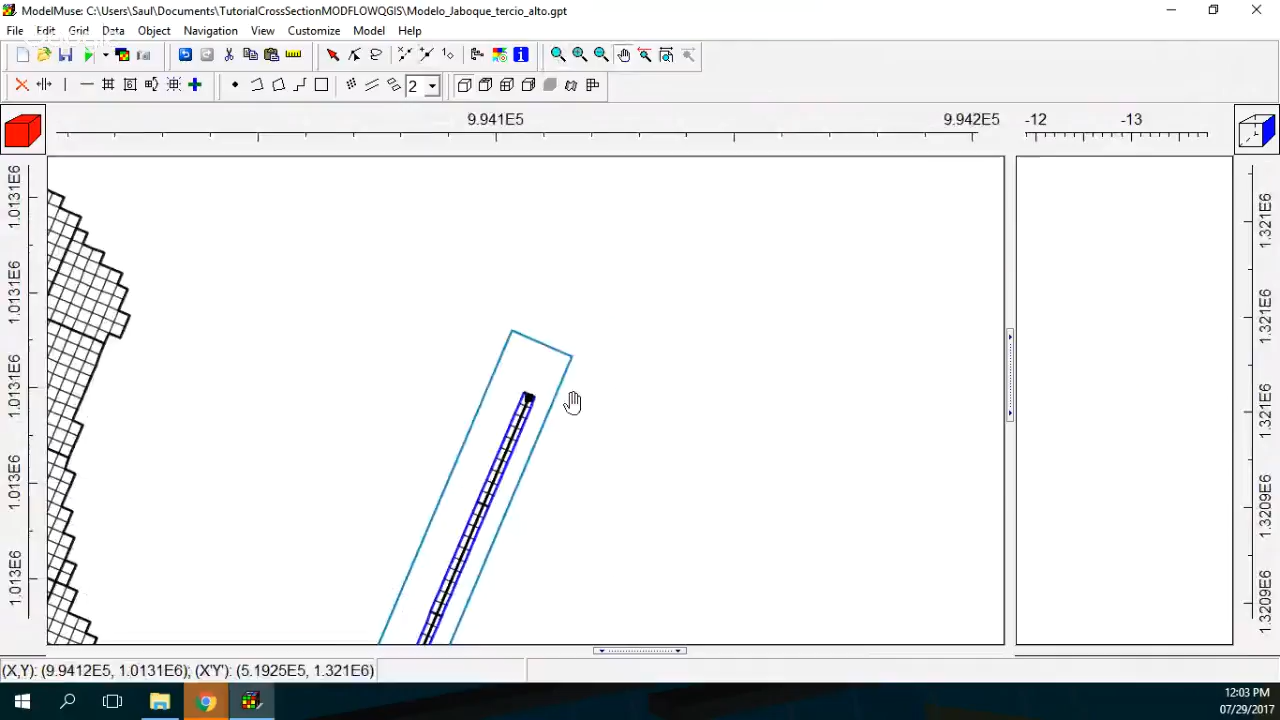 ModelMuse: C:\Users\Saul\Documents\TutorialCrossSectionMODFLOWQGIS\Modelo_Jaboque_tercio_alto.gpt
File Edit Grid Data Object Navigation View Customize Model Help
2
9.941E5 9.942E5 -12 -13
1.0131E6
1.0131E6
1.0131E6
1.013E6
1.013E6
1.321E6
1.321E6
1.321E6
1.3209E6
1.3209E6
(X,Y): (9.9412E5, 1.0131E6); (X'Y'): (5.1925E5, 1.321E6)
12:03 PM
07/29/2017